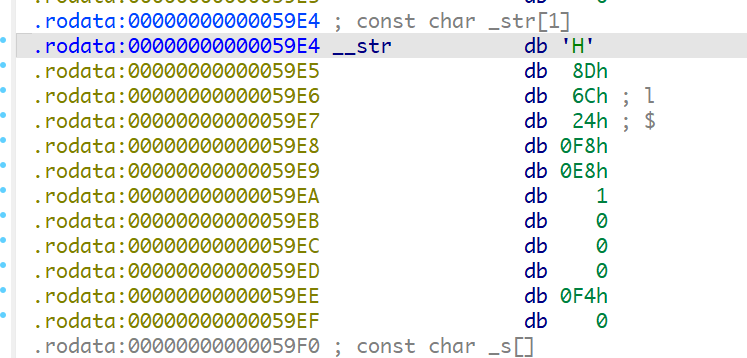 .rodata:00000000000059E4 ; const char _str[1]
.rodata:00000000000059E4 __str db 'H'
.rodata:00000000000059E5 db 8Dh
.rodata:00000000000059E6 db 6Ch ; l
.rodata:00000000000059E7 db 24h ; $
.rodata:00000000000059E8 db 0F8h
.rodata:00000000000059E9 db 0E8h
.rodata:00000000000059EA db 1
.rodata:00000000000059EB db 0
.rodata:00000000000059EC db 0
.rodata:00000000000059ED db 0
.rodata:00000000000059EE db 0F4h
.rodata:00000000000059EF db 0
.rodata:00000000000059F0 ; const char _s[]